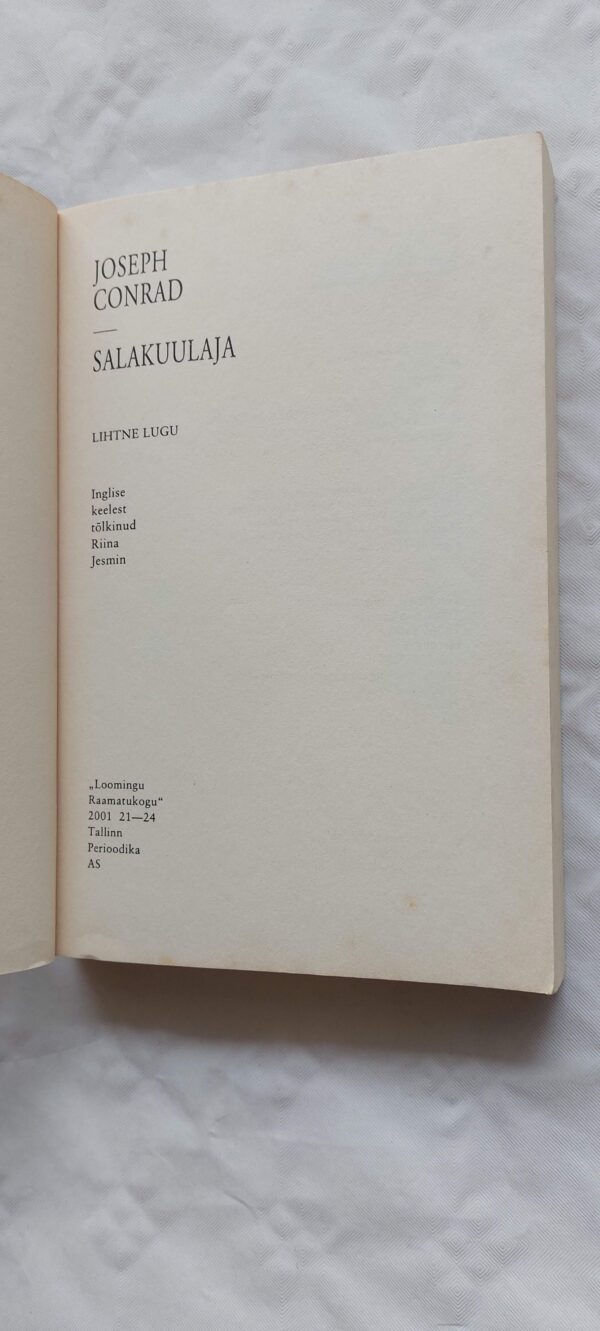 JOSEPH
CONRAD
—
SALAKUULAJA
LIHTNE LUGU
Inglise
keelest
tõlkinud
Riina
Jesmin
„Loomingu
Raamatukogu“
2001 21—24
Tallinn
Perioodika
AS